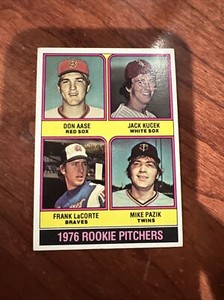 DON AASE
RED SOX
JACK KUCEK
WHITE SOX
FRANK LaCORTE
BRAVES
MIKE PAZIK
TWINS
1976 ROOKIE PITCHERS